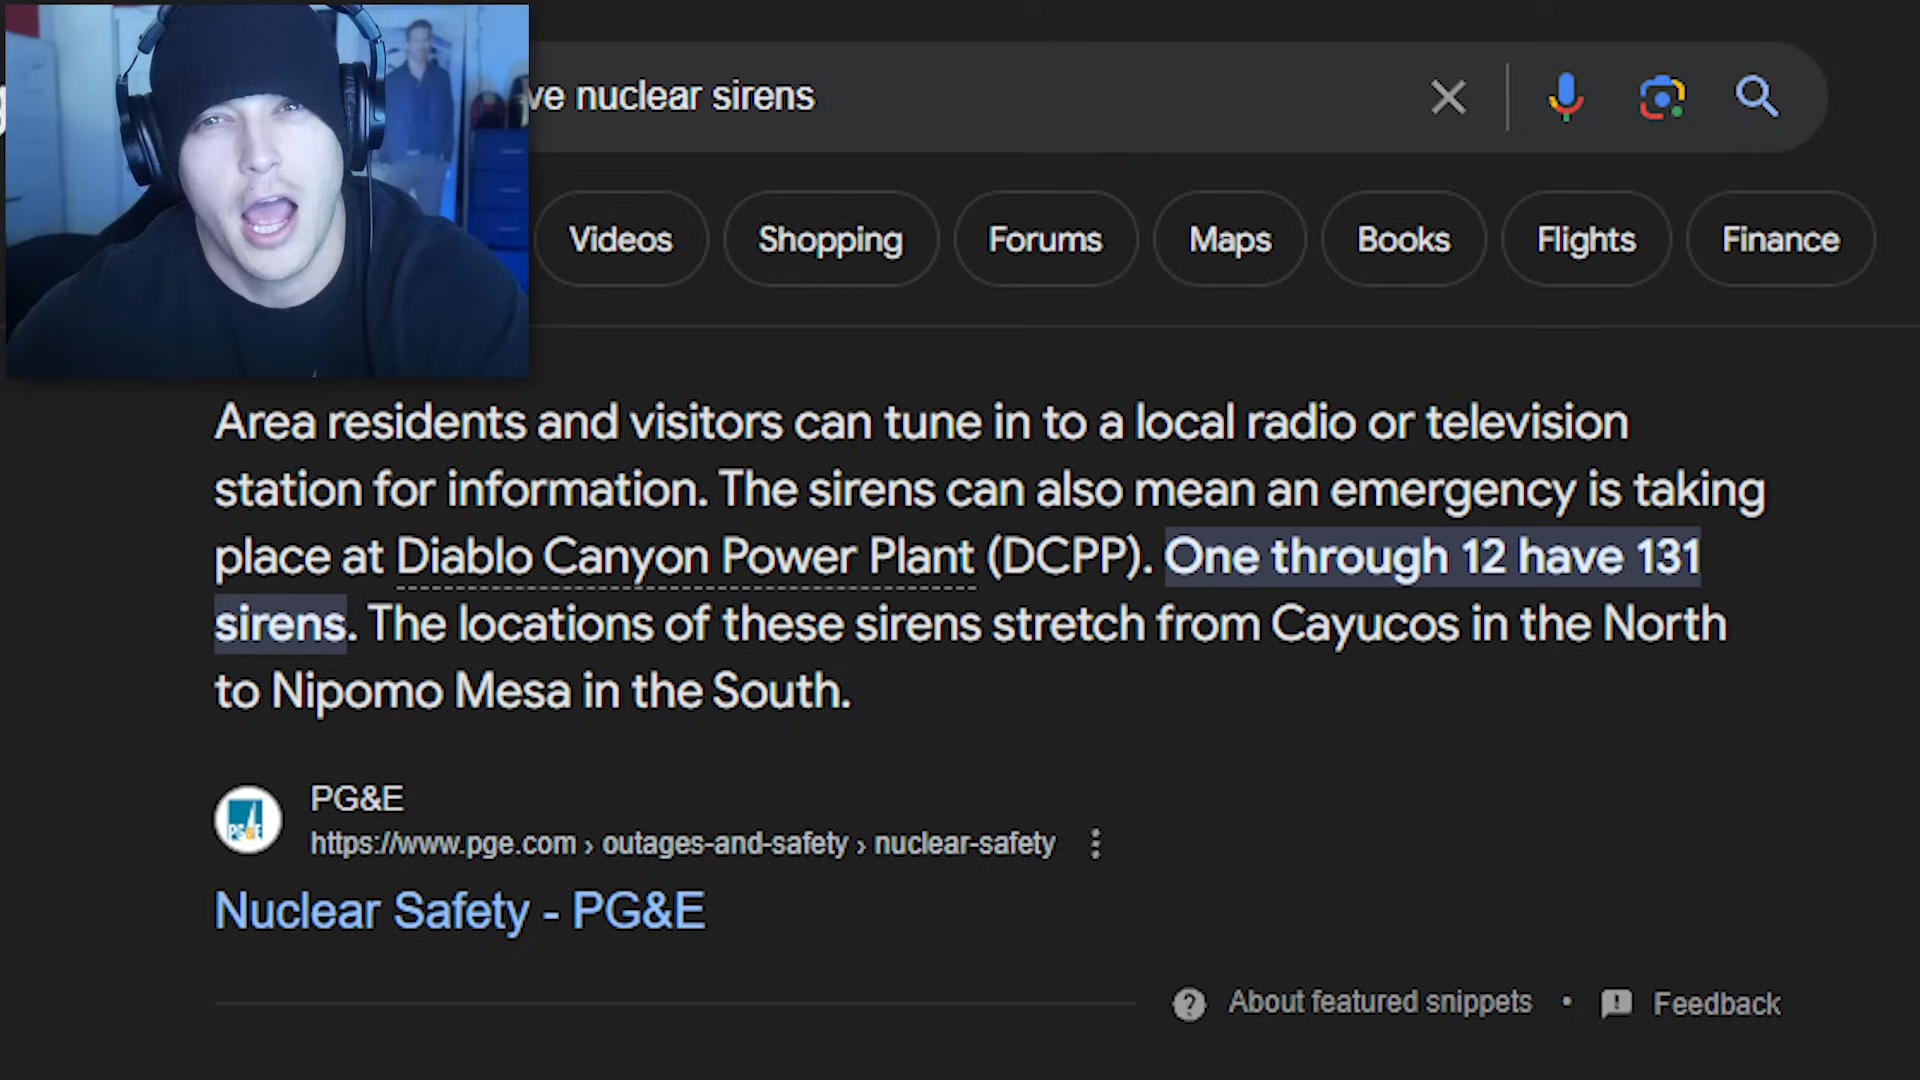 ve nuclear sirens
Videos
Shopping
Forums
Maps
Books
Flights
Finance
Area residents and visitors can tune in to a local radio or television
station for information. The sirens can also mean an emergency is taking
place at Diablo Canyon Power Plant (DCPP). One through 12 have 131
sirens. The locations of these sirens stretch from Cayucos in the North
to Nipomo Mesa in the South.
PG&E
PG&E
https://www.pge.com › outages-and-safety › nuclear-safety
Nuclear Safety - PG&E
About featured snippets • Feedback